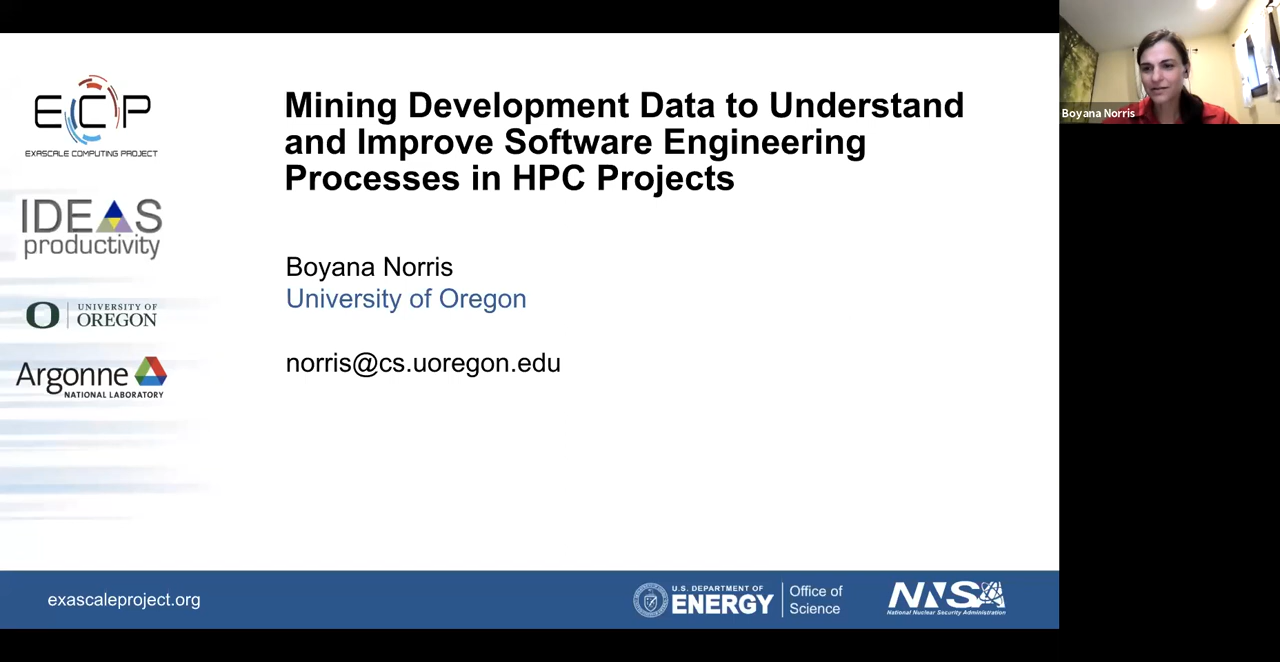 ECP
EXASCALE COMPUTING PROJECT
IDEAS
productivity
O UNIVERSITY OF
OREGON
Argonne
NATIONAL LABORATORY
Mining Development Data to Understand
and Improve Software Engineering
Processes in HPC Projects
Boyana Norris
University of Oregon
norris@cs.uoregon.edu
Boyana Norris
exascaleproject.org
U.S. DEPARTMENT OF
ENERGY
Office of
Science
NNSA
National Nuclear Security Administration